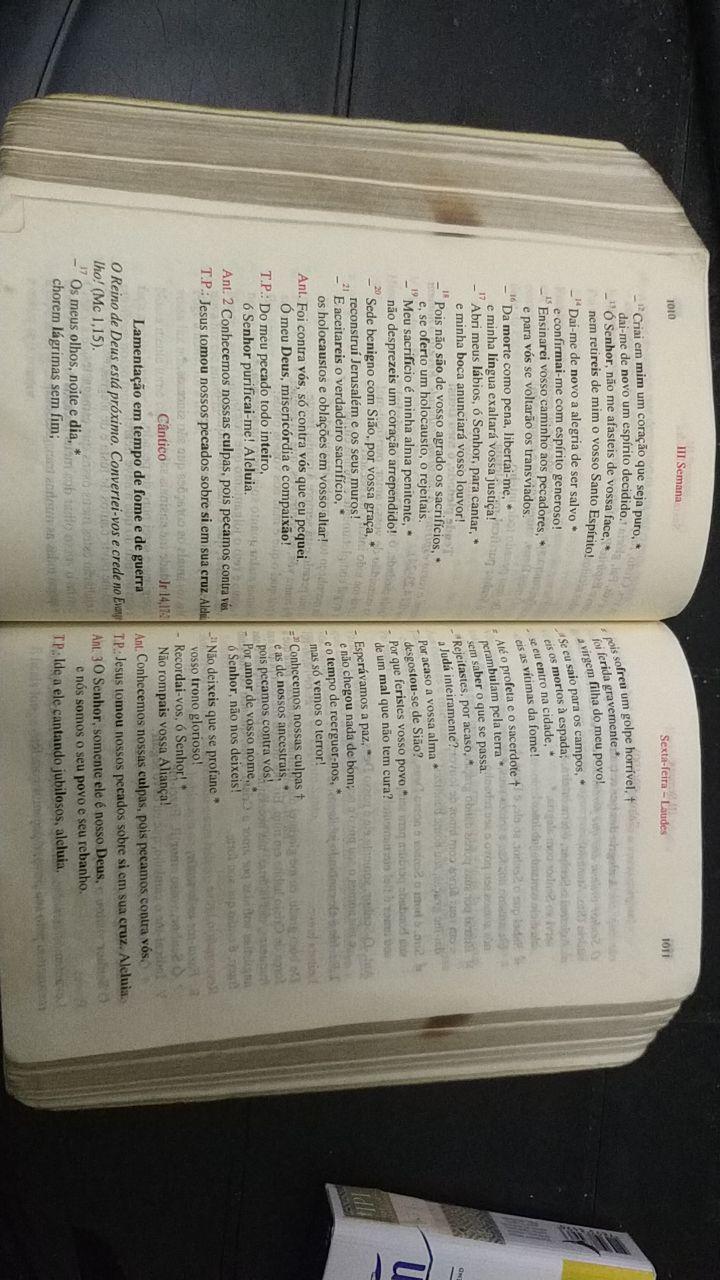 1010
III Semana
– ¹² Criai em mim um coração que seja puro, *
dai-me de novo um espírito decidido.
– ¹³ Ó Senhor, não me afasteis de vossa face, *
nem retireis de mim o vosso Santo Espírito!
– ¹⁴ Dai-me de novo a alegria de ser salvo *
e confirmai-me com espírito generoso!
– ¹⁵ Ensinarei vosso caminho aos pecadores, *
e para vós se voltarão os transviados.
– ¹⁶ Da morte como pena, libertai-me, *
e minha língua exaltará vossa justiça!
– ¹⁷ Abri meus lábios, ó Senhor, para cantar, *
e minha boca anunciará vosso louvor!
– ¹⁸ Pois não são de vosso agrado os sacrifícios, *
e, se oferto um holocausto, o rejeitais.
– ¹⁹ Meu sacrifício é minha alma penitente, *
não desprezeis um coração arrependido!
– ²⁰ Sede benigno com Sião, por vossa graça, *
reconstruí Jerusalém e os seus muros!
– ²¹ E aceitareis o verdadeiro sacrifício, *
os holocaustos e oblações em vosso altar!
Ant. Foi contra vós, só contra vós que eu pequei.
Ó meu Deus, misericórdia e compaixão!
T.P.: Do meu pecado todo inteiro,
ó Senhor purificai-me! Aleluia.
Ant. 2 Conhecemos nossas culpas, pois pecamos contra vós.
T.P.: Jesus tomou nossos pecados sobre si em sua cruz.
Cântico
Jr 14,17-
Lamentação em tempo de fome e de guerra
O Reino de Deus está próximo. Convertei-vos e crede no Evange
lho! (Mc 1,15).
– ¹⁷ Os meus olhos, noite e dia, *
chorem lágrimas sem fim;
Sexta-feira – Laudes
1011
pois sofreu um golpe horrível, †
foi ferida gravemente *
a virgem filha do meu povo!
Se eu saio para os campos, *
eis os mortos à espada;
se eu entro na cidade, *
eis as vítimas da fome!
Até o profeta e o sacerdote †
perambulam pela terra *
sem saber o que se passa.
Rejeitastes, por acaso, *
a Judá inteiramente?
Por acaso a vossa alma *
desgostou-se de Sião?
– Por que feristes vosso povo *
de um mal que não tem cura?
– Esperávamos a paz, *
e não chegou nada de bom;
– e o tempo de reerguer-nos, *
mas só vemos o terror!
= ²⁰ Conhecemos nossas culpas †
e as de nossos ancestrais, *
pois pecamos contra vós!
– Por amor de vosso nome, *
ó Senhor, não nos deixeis!
– ²¹ Não deixeis que se profane *
vosso trono glorioso!
– Recordai-vos, ó Senhor! *
Não rompais vossa Aliança!
Ant. Conhecemos nossas culpas, pois pecamos contra vós.
T.P.: Jesus tomou nossos pecados sobre si em sua cruz. Aleluia.
Ant. 3 Ó Senhor, somente ele é nosso Deus,
e nós somos o seu povo e seu rebanho.
T.P.: Ide a ele cantando jubilosos, aleluia.